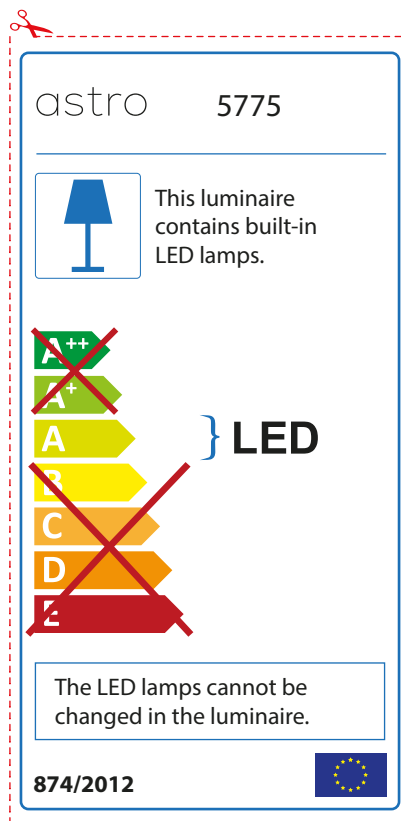 astro 5775
This luminaire
contains built-in
LED lamps.
A++
A+
A
LED
B
C
D
E
The LED lamps cannot be
changed in the luminaire.
874/2012